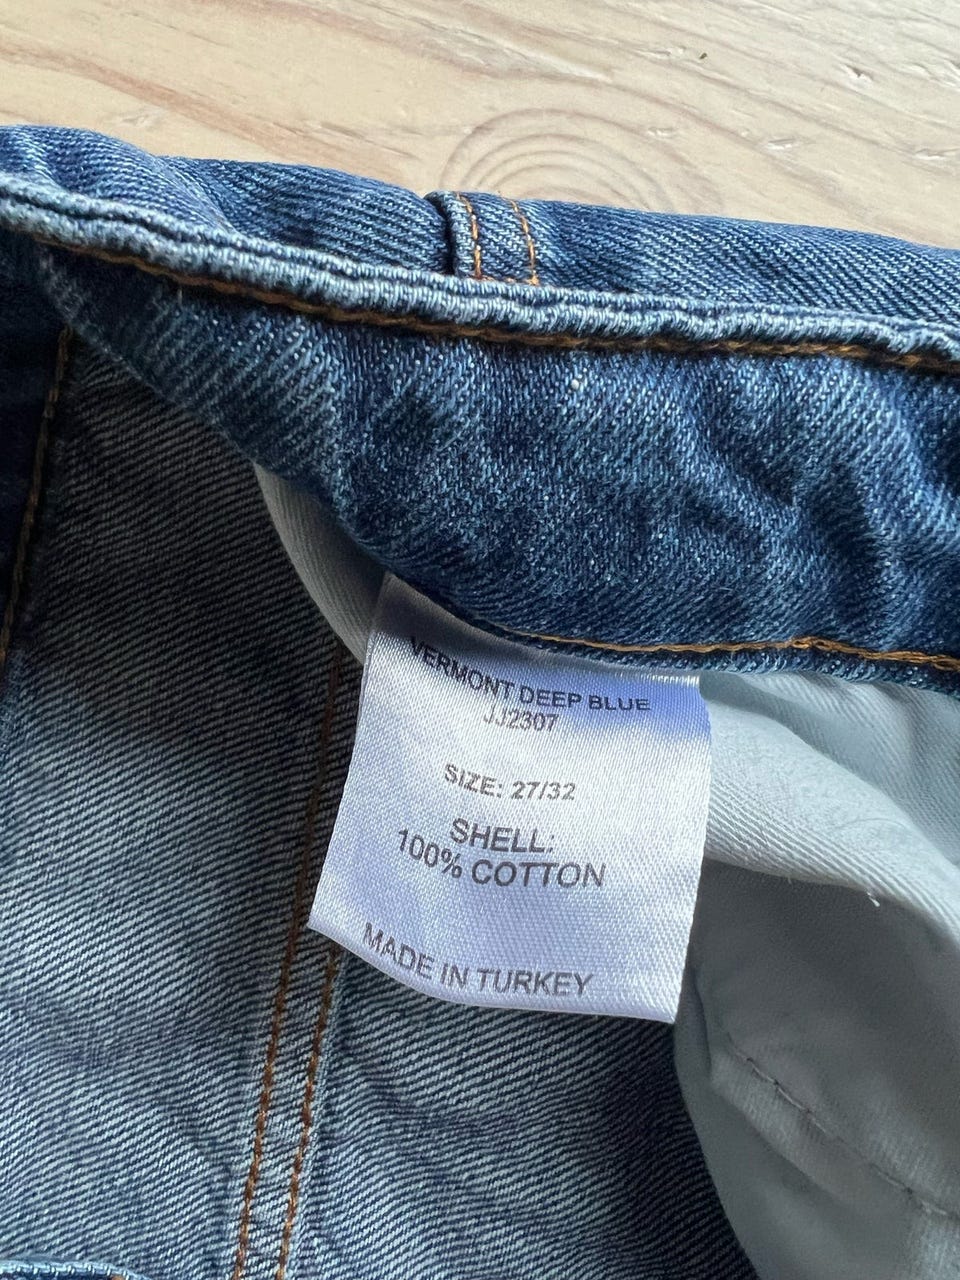 VERMONT DEEP BLUE
JJ2307
SIZE: 27/32
SHELL:
100% COTTON
MADE IN TURKEY